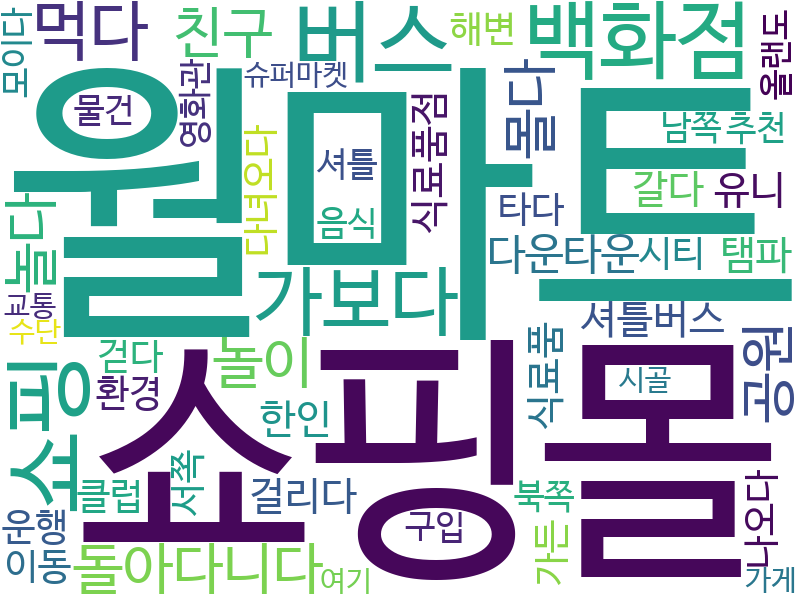 모이다
먹다
친구
버스
해변
백화점
올랜도
영화관
슈퍼마켓
물건
월마트
식료품점
몰다
남쪽
추천
다녀오다
셔틀
음식
타다
갈다
유니
놀다
가보다
다운타운
시티
탬파
교통
수단
셔틀버스
걷다
놀이
쇼핑
환경
한인
쇼핑몰
식료품
시골
공원
클럽
서쪽
걸리다
구입
북쪽
나오다
운행
이동
돌아다니다
여기
가든
가게